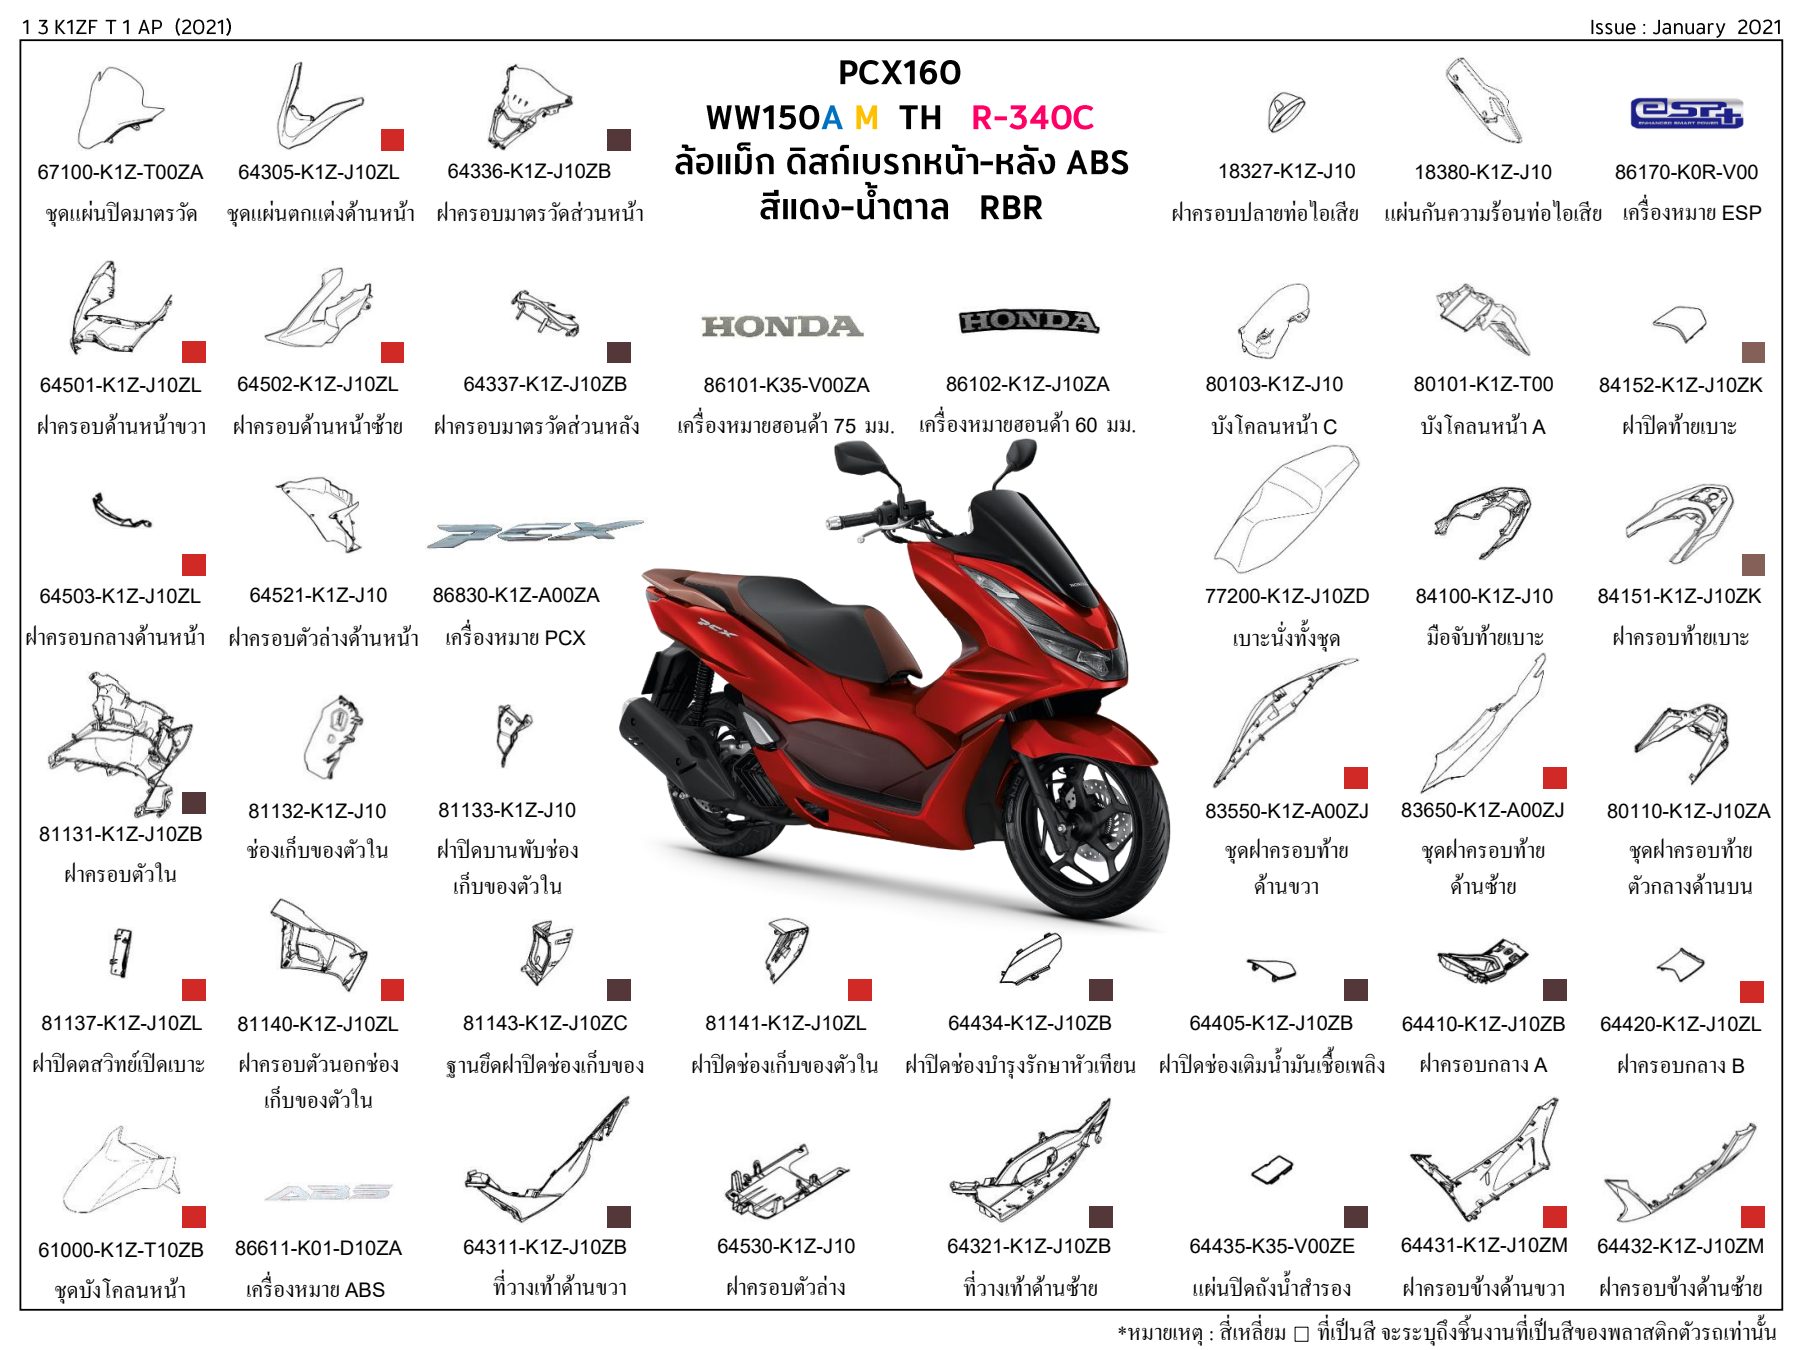 1 3 K1ZF T 1 AP (2021)
Issue : January 2021
PCX160
WW150A M TH R-340C
ล้อแม็ก ดิสก์เบรกหน้า-หลัง ABS
สีแดง-น้ำตาล RBR
67100-K1Z-T00ZA
ชุดแผ่นปิดมาตรวัด
64305-K1Z-J10ZL
ชุดแผ่นตกแต่งด้านหน้า
64336-K1Z-J10ZB
ฝาครอบมาตรวัดส่วนหน้า
18327-K1Z-J10
ฝาครอบปลายท่อไอเสีย
18380-K1Z-J10
แผ่นกันความร้อนท่อไอเสีย
eSP+
ENHANCED SMART POWER
86170-K0R-V00
เครื่องหมาย ESP
64501-K1Z-J10ZL
ฝาครอบด้านหน้าขวา
64502-K1Z-J10ZL
ฝาครอบด้านหน้าซ้าย
64337-K1Z-J10ZB
ฝาครอบมาตรวัดส่วนหลัง
HONDA
86101-K35-V00ZA
เครื่องหมายฮอนด้า 75 มม.
HONDA
86102-K1Z-J10ZA
เครื่องหมายฮอนด้า 60 มม.
80103-K1Z-J10
บังโคลนหน้า C
80101-K1Z-T00
บังโคลนหน้า A
84152-K1Z-J10ZK
ฝาปิดท้ายเบาะ
64503-K1Z-J10ZL
ฝาครอบกลางด้านหน้า
64521-K1Z-J10
ฝาครอบตัวล่างด้านหน้า
PCX
86830-K1Z-A00ZA
เครื่องหมาย PCX
HONDA
PCX
77200-K1Z-J10ZD
เบาะนั่งทั้งชุด
84100-K1Z-J10
มือจับท้ายเบาะ
84151-K1Z-J10ZK
ฝาครอบท้ายเบาะ
81131-K1Z-J10ZB
ฝาครอบตัวใน
81132-K1Z-J10
ช่องเก็บของตัวใน
81133-K1Z-J10
ฝาปิดบานพับช่อง
เก็บของตัวใน
83550-K1Z-A00ZJ
ชุดฝาครอบท้าย
ด้านขวา
83650-K1Z-A00ZJ
ชุดฝาครอบท้าย
ด้านซ้าย
80110-K1Z-J10ZA
ชุดฝาครอบท้าย
ตัวกลางด้านบน
81137-K1Z-J10ZL
ฝาปิดตสวิทย์เปิดเบาะ
81140-K1Z-J10ZL
ฝาครอบตัวนอกช่อง
เก็บของตัวใน
81143-K1Z-J10ZC
ฐานยึดฝาปิดช่องเก็บของ
81141-K1Z-J10ZL
ฝาปิดช่องเก็บของตัวใน
64434-K1Z-J10ZB
ฝาปิดช่องบำรุงรักษาหัวเทียน
64405-K1Z-J10ZB
ฝาปิดช่องเติมน้ำมันเชื้อเพลิง
64410-K1Z-J10ZB
ฝาครอบกลาง A
64420-K1Z-J10ZL
ฝาครอบกลาง B
61000-K1Z-T10ZB
ชุดบังโคลนหน้า
ABS
86611-K01-D10ZA
เครื่องหมาย ABS
64311-K1Z-J10ZB
ที่วางเท้าด้านขวา
64530-K1Z-J10
ฝาครอบตัวล่าง
64321-K1Z-J10ZB
ที่วางเท้าด้านซ้าย
64435-K35-V00ZE
แผ่นปิดถังน้ำสำรอง
64431-K1Z-J10ZM
ฝาครอบข้างด้านขวา
64432-K1Z-J10ZM
ฝาครอบข้างด้านซ้าย
*หมายเหตุ : สี่เหลี่ยม □ ที่เป็นสี จะระบุถึงชิ้นงานที่เป็นสีของพลาสติกตัวรถเท่านั้น